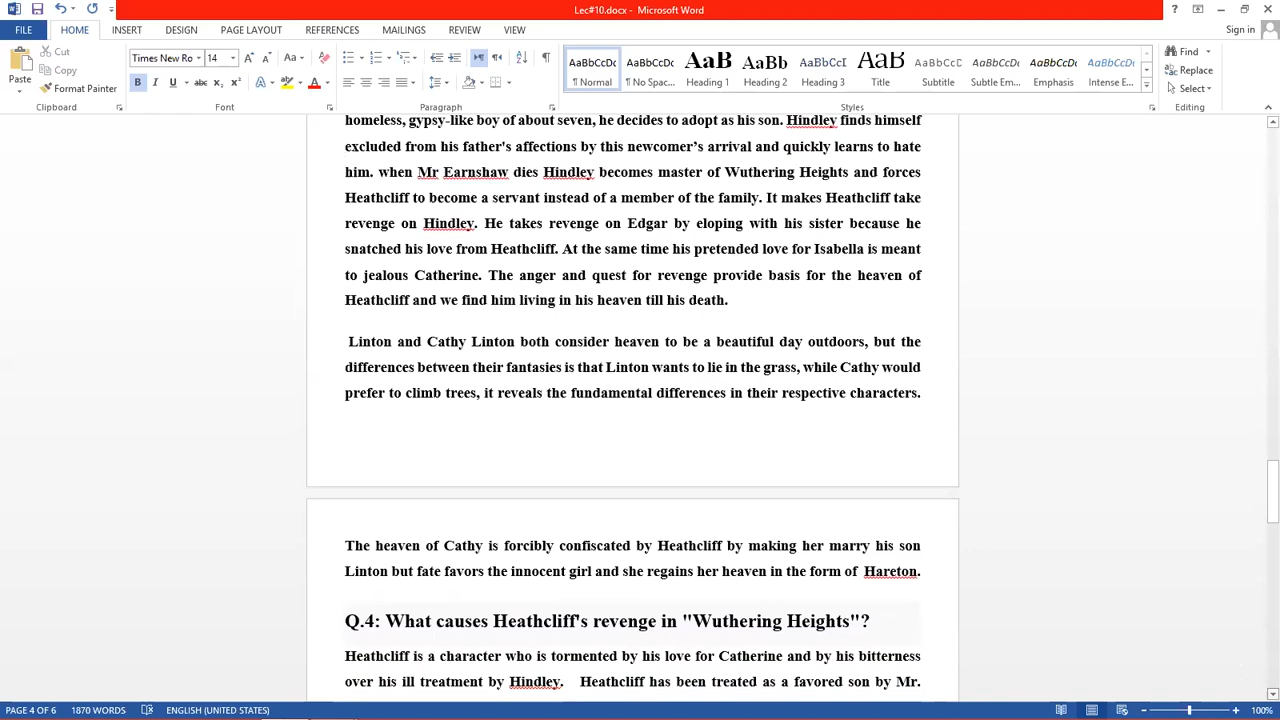 Lec#10.docx - Microsoft Word
FILE HOME INSERT DESIGN PAGE LAYOUT REFERENCES MAILINGS REVIEW VIEW Sign in
Paste Cut Copy Format Painter Clipboard
Times New Ro 14 Aa Font
Paragraph
AaBbCcDc AaBbCcDc AaB AaBb AaBbCcI AaB AaBbCcD AaBbCcDc AaBbCcDc AaBbCcDc
¶ Normal ¶ No Spac... Heading 1 Heading 2 Heading 3 Title Subtitle Subtle Em... Emphasis Intense E...
Styles
Find Replace Select Editing
homeless, gypsy-like boy of about seven, he decides to adopt as his son. Hindley finds himself
excluded from his father's affections by this newcomer’s arrival and quickly learns to hate
him. when Mr Earnshaw dies Hindley becomes master of Wuthering Heights and forces
Heathcliff to become a servant instead of a member of the family. It makes Heathcliff take
revenge on Hindley. He takes revenge on Edgar by eloping with his sister because he
snatched his love from Heathcliff. At the same time his pretended love for Isabella is meant
to jealous Catherine. The anger and quest for revenge provide basis for the heaven of
Heathcliff and we find him living in his heaven till his death.
Linton and Cathy Linton both consider heaven to be a beautiful day outdoors, but the
differences between their fantasies is that Linton wants to lie in the grass, while Cathy would
prefer to climb trees, it reveals the fundamental differences in their respective characters.
The heaven of Cathy is forcibly confiscated by Heathcliff by making her marry his son
Linton but fate favors the innocent girl and she regains her heaven in the form of Hareton.
Q.4: What causes Heathcliff's revenge in "Wuthering Heights"?
Heathcliff is a character who is tormented by his love for Catherine and by his bitterness
over his ill treatment by Hindley. Heathcliff has been treated as a favored son by Mr.
PAGE 4 OF 6 1870 WORDS ENGLISH (UNITED STATES) 100%